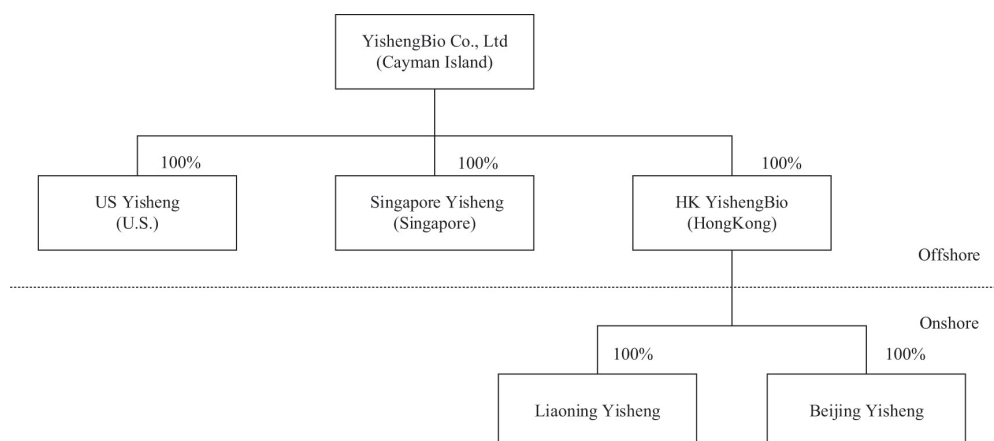 YishengBio Co., Ltd
(Cayman Island)
100%
100%
100%
US Yisheng
(U.S.)
Singapore Yisheng
(Singapore)
HK YishengBio
(HongKong)
Offshore
Onshore
100%
100%
Liaoning Yisheng
Beijing Yisheng